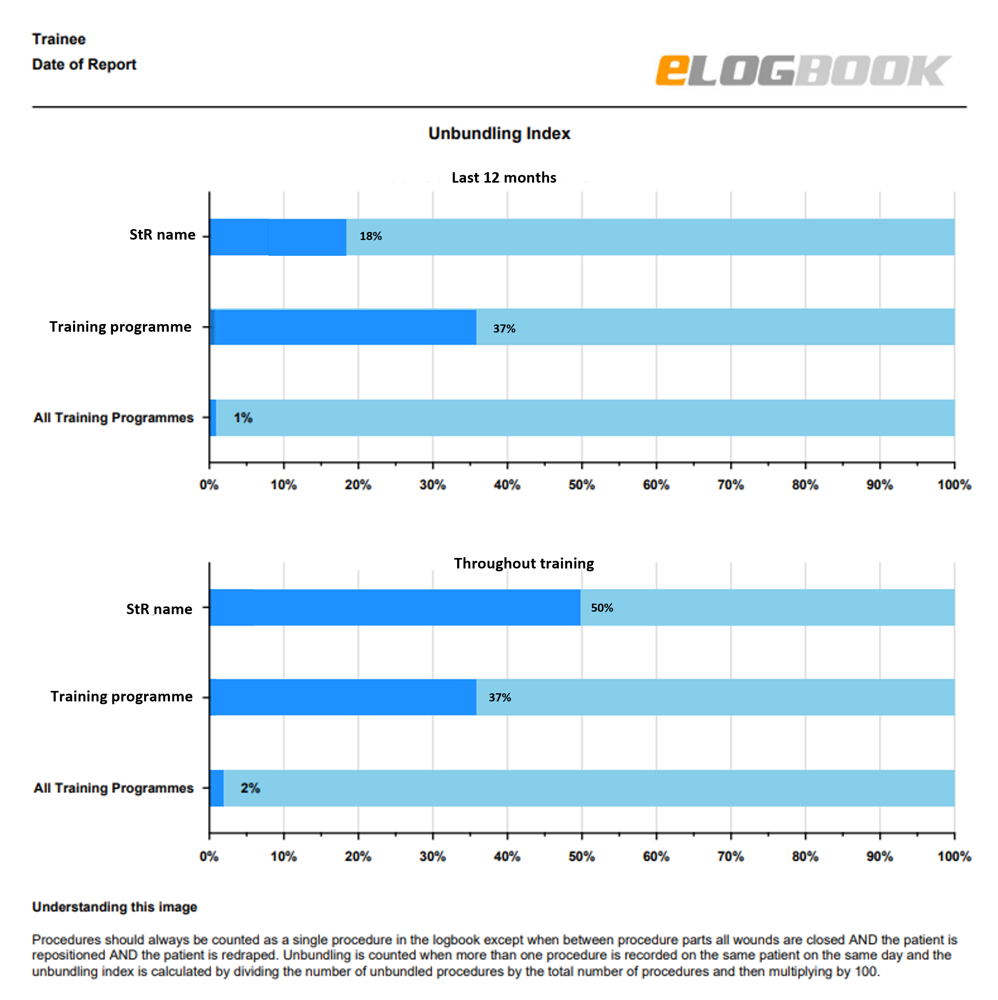 Trainee
Date of Report
eLOGBOOK
Unbundling Index
Last 12 months
StR name
18%
Training programme
37%
All Training Programmes
1%
0% 10% 20% 30% 40% 50% 60% 70% 80% 90% 100%
Throughout training
StR name
50%
Training programme
37%
All Training Programmes
2%
0% 10% 20% 30% 40% 50% 60% 70% 80% 90% 100%
Understanding this image
Procedures should always be counted as a single procedure in the logbook except when between procedure parts all wounds are closed AND the patient is
repositioned AND the patient is redraped. Unbundling is counted when more than one procedure is recorded on the same patient on the same day and the
unbundling index is calculated by dividing the number of unbundled procedures by the total number of procedures and then multiplying by 100.